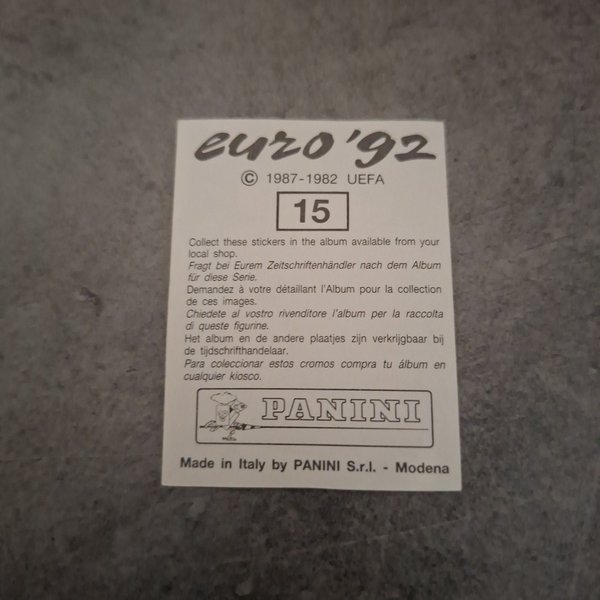 euro '92
© 1987-1982 UEFA
15
Collect these stickers in the album available from your
local shop.
Fragt bei Eurem Zeitschriftenhändler nach dem Album
für diese Serie.
Demandez à votre détaillant l'Album pour la collection
de ces images.
Chiedete al vostro rivenditore l'album per la raccolta
di queste figurine.
Het album en de andere plaatjes zijn verkrijgbaar bij
de tijdschrifthandelaar.
Para coleccionar estos cromos compra tu álbum en
cualquier kiosco.
PANINI
Made in Italy by PANINI S.r.l. - Modena